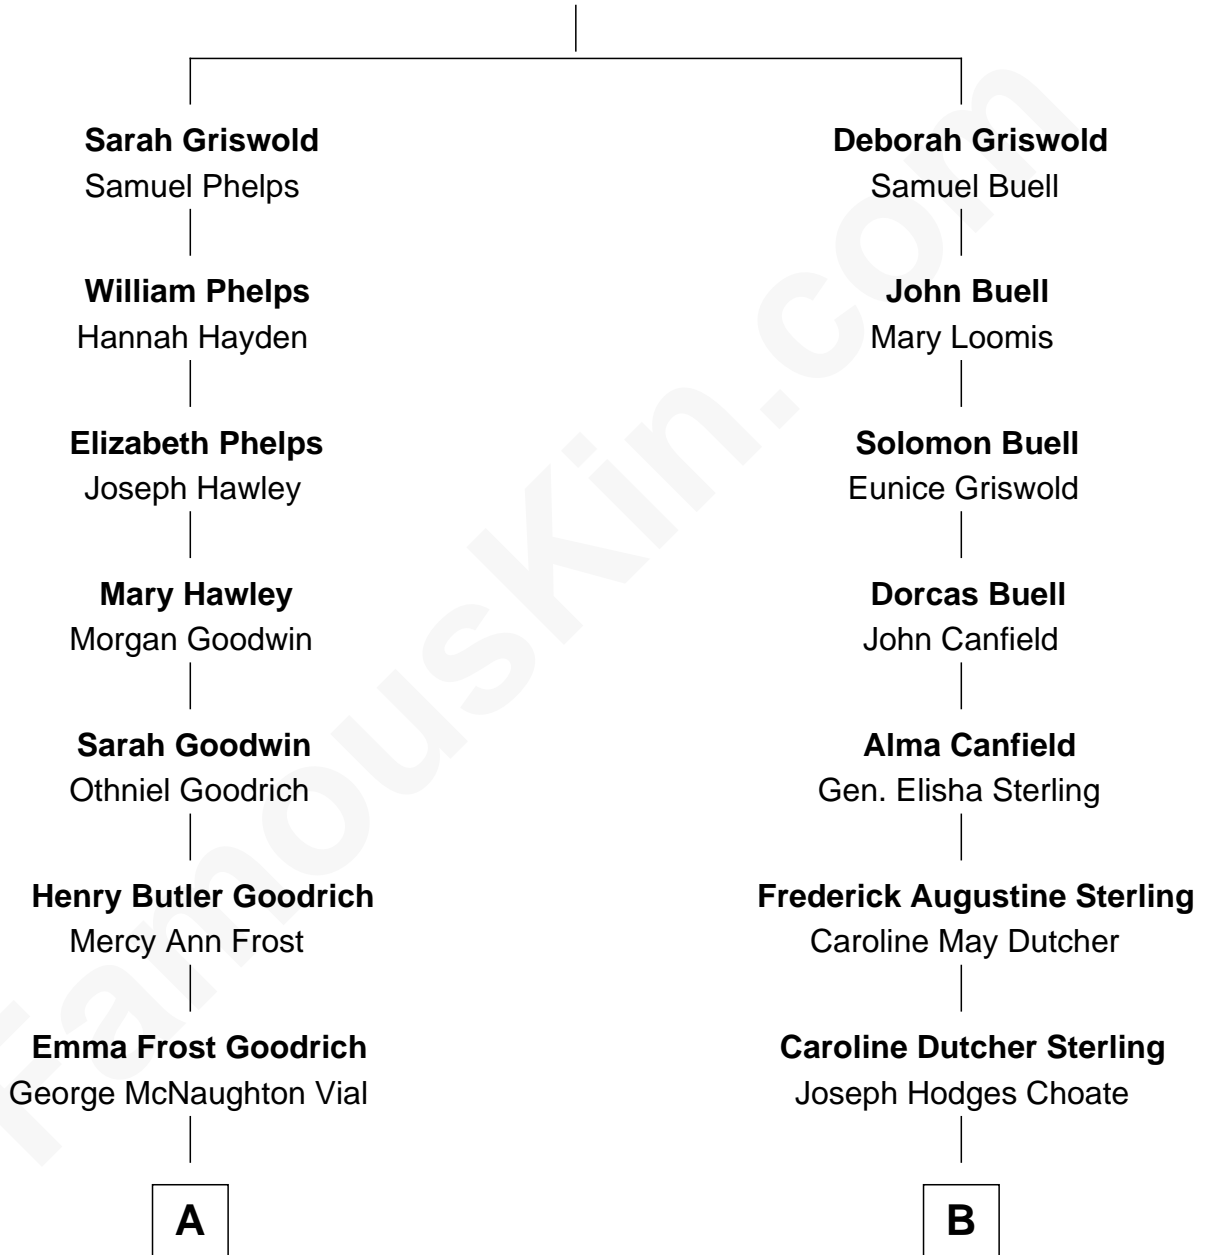 Sarah Griswold
Samuel Phelps
William Phelps
Hannah Hayden
Elizabeth Phelps
Joseph Hawley
Mary Hawley
Morgan Goodwin
Sarah Goodwin
Othniel Goodrich
Henry Butler Goodrich
Mercy Ann Frost
Emma Frost Goodrich
George McNaughton Vial
A
Deborah Griswold
Samuel Buell
John Buell
Mary Loomis
Solomon Buell
Eunice Griswold
Dorcas Buell
John Canfield
Alma Canfield
Gen. Elisha Sterling
Frederick Augustine Sterling
Caroline May Dutcher
Caroline Dutcher Sterling
Joseph Hodges Choate
B
FamousKin.com